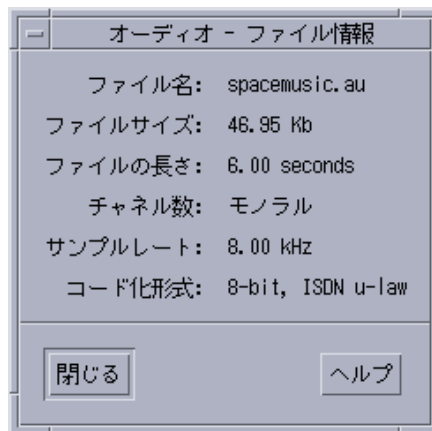 オーディオ - ファイル情報
ファイル名: spacemusic.au
ファイルサイズ: 46.95 Kb
ファイルの長さ: 6.00 seconds
チャネル数: モノラル
サンプルレート: 8.00 kHz
コード化形式: 8-bit, ISDN u-law
閉じる ヘルプ